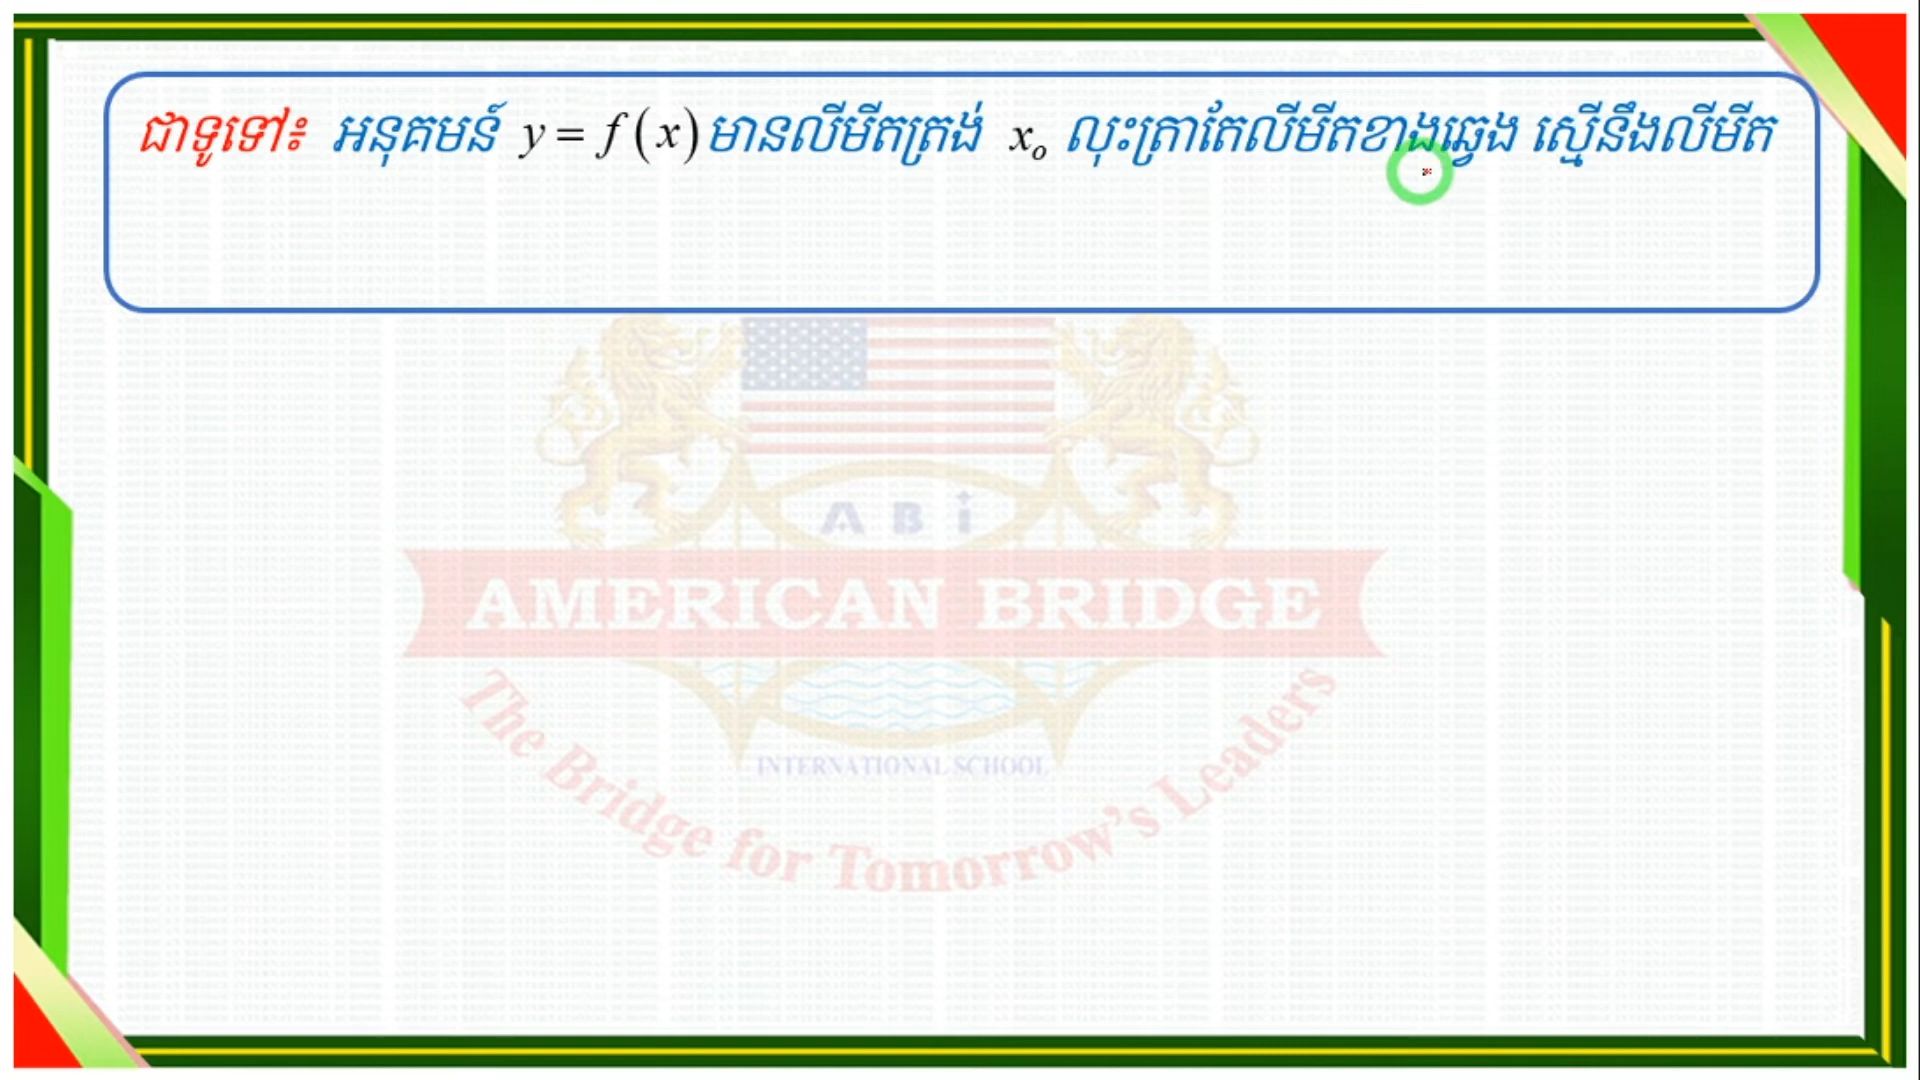 ជាទូទៅ៖ អនុគមន៍ y = f(x) មានលីមីតត្រង់ xₒ លុះត្រាតែលីមីតខាងឆ្វេង ស្មើនឹងលីមីត
ABi
AMERICAN BRIDGE
INTERNATIONAL SCHOOL
The Bridge for Tomorrow's Leaders